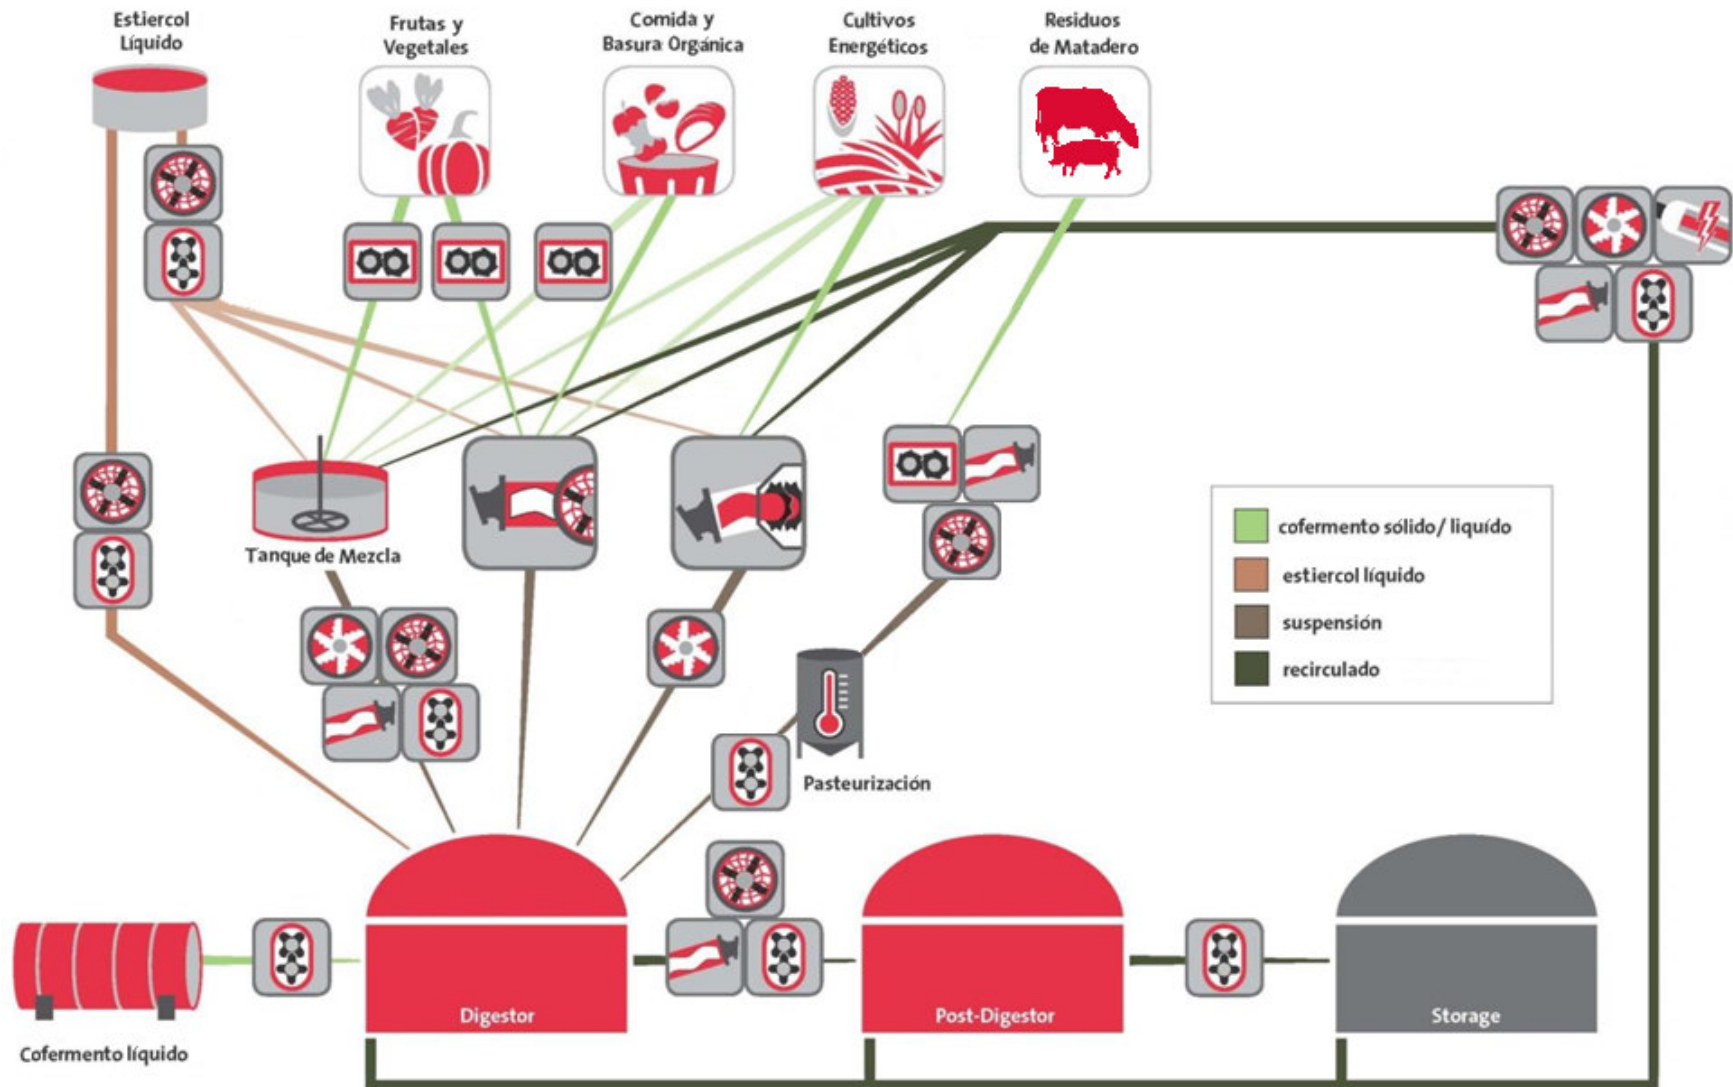 Estiercol
Líquido
Frutas y
Vegetales
Comida y
Basura Orgánica
Cultivos
Energéticos
Residuos
de Matadero
Tanque de Mezcla
cofermento sólido/ liquído
estiercol líquido
suspensión
recirculado
Pasteurización
Digestor
Post-Digestor
Storage
Cofermento líquido